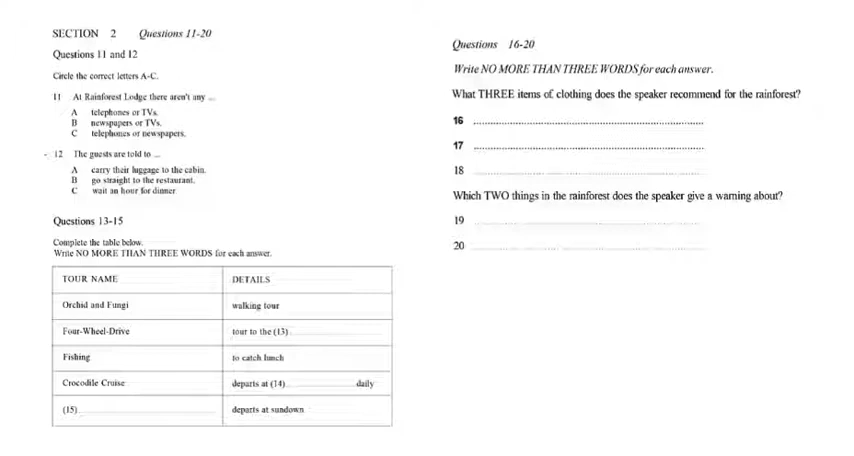 SECTION 2 Questions 11-20
Questions 11 and 12
Circle the correct letters A-C.
11 At Rainforest Lodge there aren't any ...
A telephones or TVs.
B newspapers or TVs.
C telephones or newspapers.
- 12 The guests are told to ...
A carry their luggage to the cabin.
B go straight to the restaurant.
C wait an hour for dinner
Questions 13-15
Complete the table below.
Write NO MORE THAN THREE WORDS for each answer.
TOUR NAME DETAILS
Orchid and Fungi walking tour
Four-Wheel-Drive tour to the (13)
Fishing to catch lunch
Crocodile Cruise departs at (14) daily
(15) departs at sundown
Questions 16-20
Write NO MORE THAN THREE WORDS for each answer.
What THREE items of clothing does the speaker recommend for the rainforest?
16
17
18
Which TWO things in the rainforest does the speaker give a warning about?
19
20